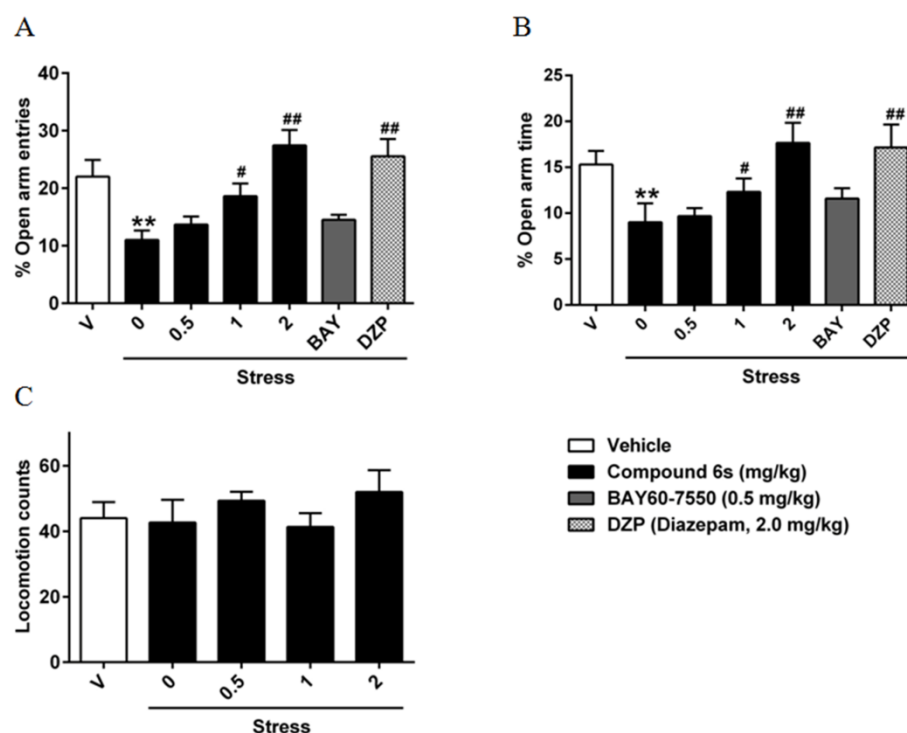 A
% Open arm entries
40
30
20
10
0
**
#
##
##
V
0
0.5
1
2
BAY
DZP
Stress
B
% Open arm time
25
20
15
10
5
0
**
#
##
##
V
0
0.5
1
2
BAY
DZP
Stress
C
Locomotion counts
60
40
20
0
V
0
0.5
1
2
Stress
Vehicle
Compound 6s (mg/kg)
BAY60-7550 (0.5 mg/kg)
DZP (Diazepam, 2.0 mg/kg)